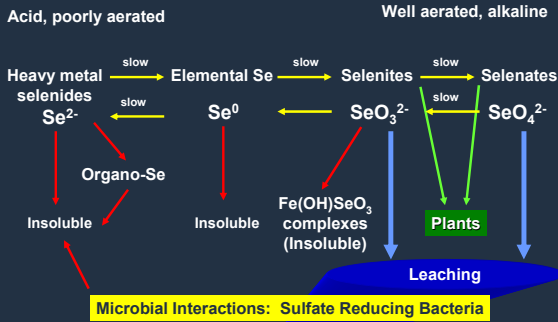 Acid, poorly aerated
Well aerated, alkaline
slow
slow
slow
Heavy metal
selenides
Elemental Se
Selenites
Selenates
slow
slow
Se2-
Se0
SeO32-
SeO42-
Organo-Se
Insoluble
Insoluble
Fe(OH)SeO3
complexes
(Insoluble)
Plants
Leaching
Microbial Interactions: Sulfate Reducing Bacteria